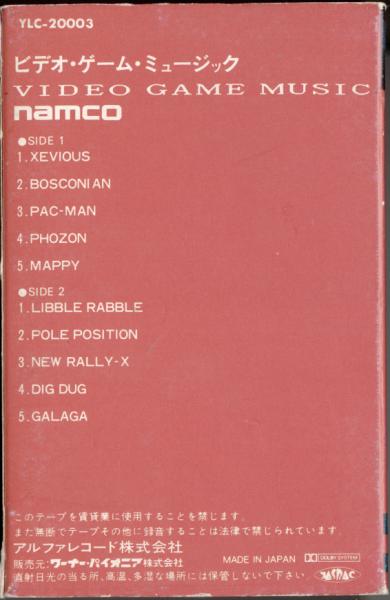 YLC-20003
ビデオ・ゲーム・ミュージック
VIDEO GAME MUSIC
namco
●SIDE 1
1.XEVIOUS
2.BOSCONIAN
3.PAC-MAN
4.PHOZON
5.MAPPY
●SIDE 2
1.LIBBLE RABBLE
2.POLE POSITION
3.NEW RALLY-X
4.DIG DUG
5.GALAGA
このテープを賃貸業に使用することを禁じます。
また無断でテープその他に録音することは法律で禁じられています。
アルファレコード株式会社
販売元:ワーナー・パイオニア株式会社 MADE IN JAPAN DOLBY SYSTEM
直射日光の当る所、高温、多湿な場所には保管しないで下さい。 JASRAC